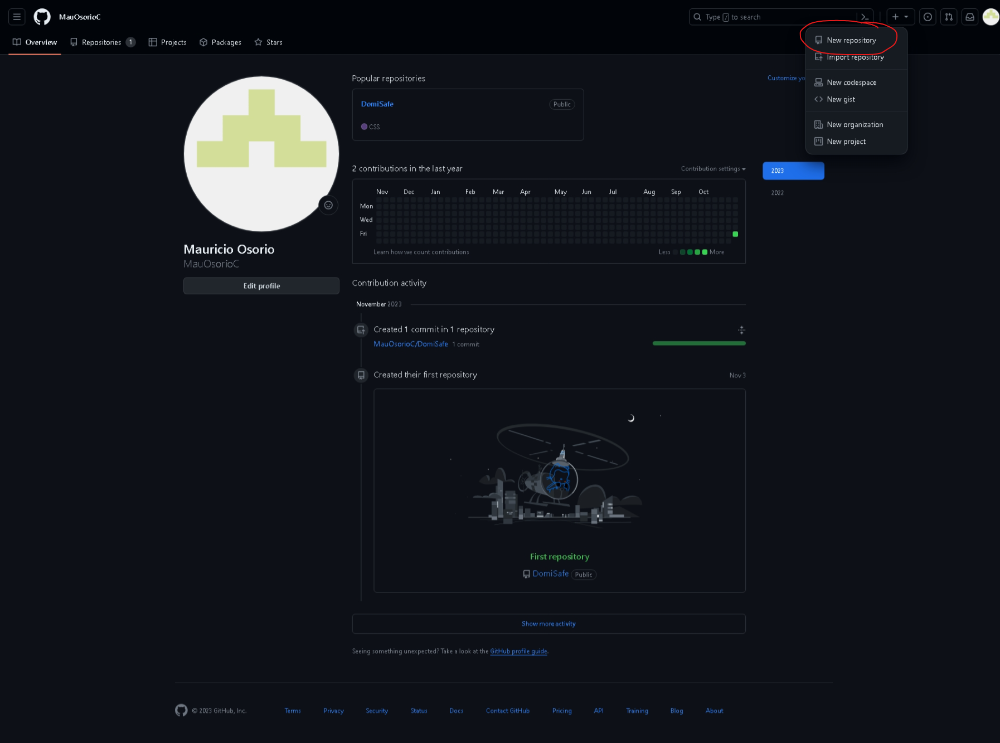 MauOsorioC
Type / to search
Overview
Repositories 1
Projects
Packages
Stars
New repository
Import repository
New codespace
New gist
New organization
New project
Popular repositories
Customize yo
DomiSafe
Public
CSS
Mauricio Osorio
MauOsorioC
Edit profile
2 contributions in the last year
Contribution settings
2023
2022
Nov Dec Jan Feb Mar Apr May Jun Jul Aug Sep Oct
Mon
Wed
Fri
Learn how we count contributions
Less
More
Contribution activity
November 2023
Created 1 commit in 1 repository
MauOsorioC/DomiSafe 1 commit
Created their first repository
Nov 3
First repository
DomiSafe Public
Show more activity
Seeing something unexpected? Take a look at the GitHub profile guide.
© 2023 GitHub, Inc.
Terms
Privacy
Security
Status
Docs
Contact GitHub
Pricing
API
Training
Blog
About